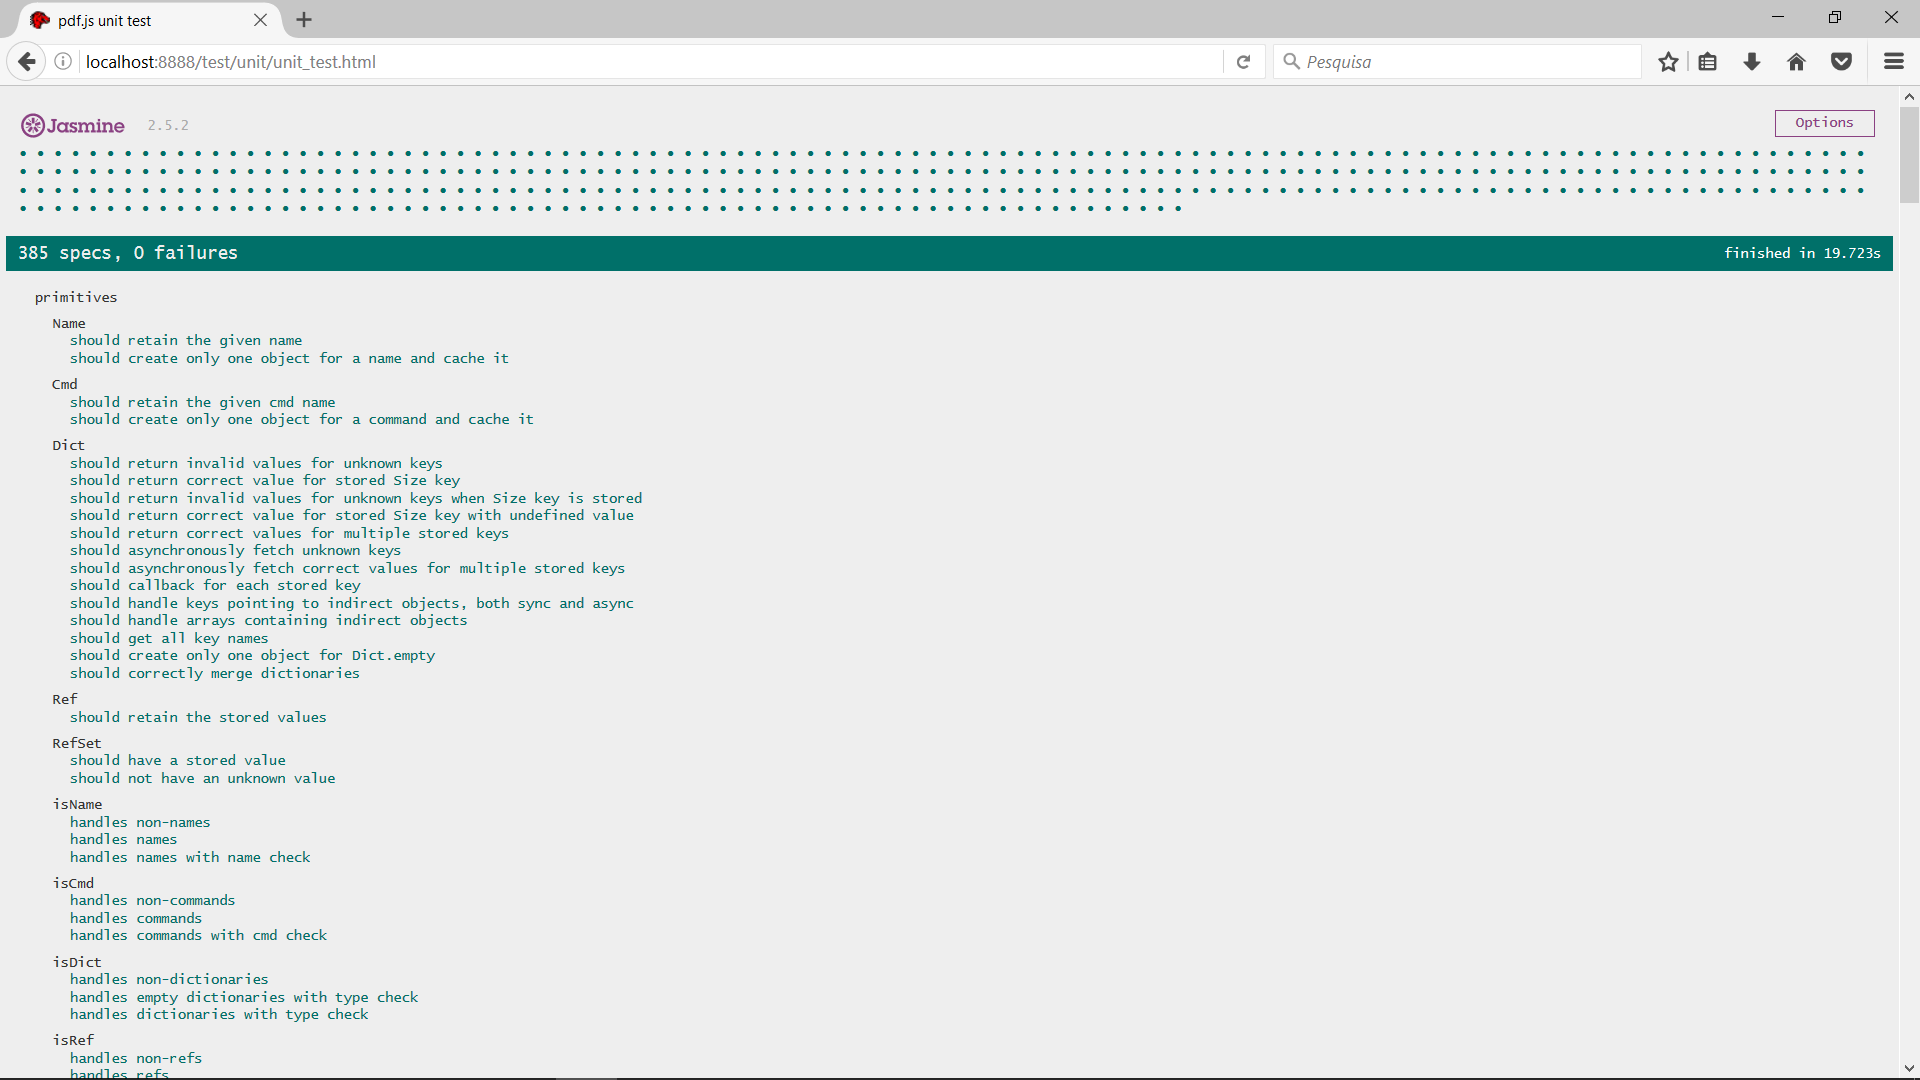 pdf.js unit test
localhost:8888/test/unit/unit_test.html
Pesquisa
Jasmine 2.5.2
Options
385 specs, 0 failures
finished in 19.723s
primitives
Name
should retain the given name
should create only one object for a name and cache it
Cmd
should retain the given cmd name
should create only one object for a command and cache it
Dict
should return invalid values for unknown keys
should return correct value for stored Size key
should return invalid values for unknown keys when Size key is stored
should return correct value for stored Size key with undefined value
should return correct values for multiple stored keys
should asynchronously fetch unknown keys
should asynchronously fetch correct values for multiple stored keys
should callback for each stored key
should handle keys pointing to indirect objects, both sync and async
should handle arrays containing indirect objects
should get all key names
should create only one object for Dict.empty
should correctly merge dictionaries
Ref
should retain the stored values
RefSet
should have a stored value
should not have an unknown value
isName
handles non-names
handles names
handles names with name check
isCmd
handles non-commands
handles commands
handles commands with cmd check
isDict
handles non-dictionaries
handles empty dictionaries with type check
handles dictionaries with type check
isRef
handles non-refs
handles refs